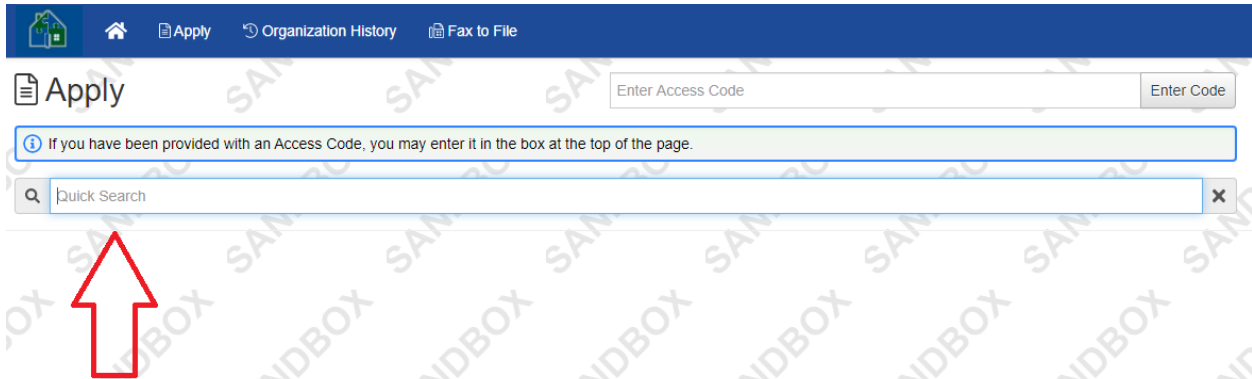 Apply Organization History Fax to File
Apply
Enter Access Code Enter Code
If you have been provided with an Access Code, you may enter it in the box at the top of the page.
Quick Search
SANDBOX